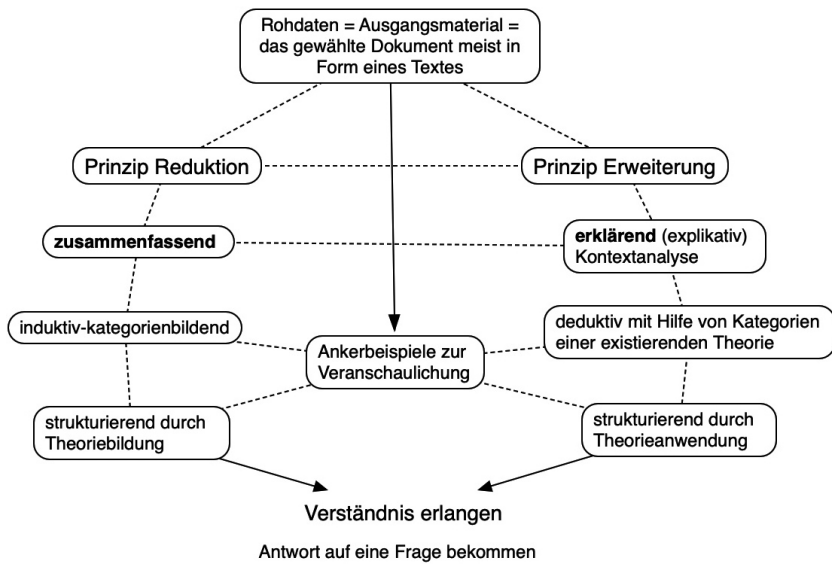 Rohdaten = Ausgangsmaterial =
das gewählte Dokument meist in
Form eines Textes
Prinzip Reduktion
Prinzip Erweiterung
zusammenfassend
erklärend (explikativ)
Kontextanalyse
induktiv-kategorienbildend
deduktiv mit Hilfe von Kategorien
einer existierenden Theorie
Ankerbeispiele zur
Veranschaulichung
strukturierend durch
Theoriebildung
strukturierend durch
Theorieanwendung
Verständnis erlangen
Antwort auf eine Frage bekommen